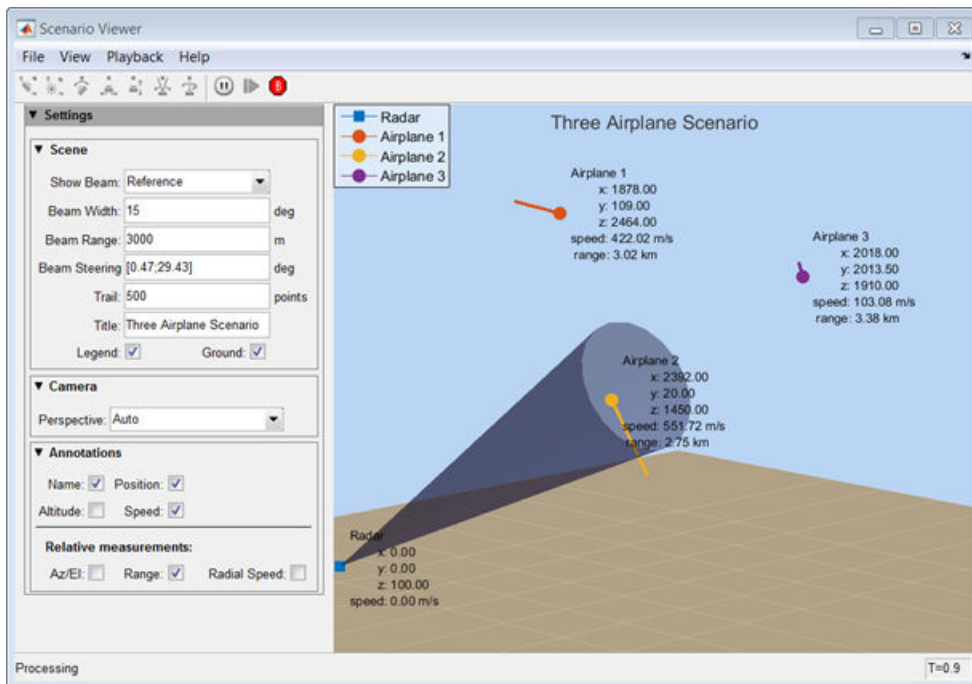 Scenario Viewer
File View Playback Help
Settings
Scene
Show Beam: Reference
Beam Width: 15 deg
Beam Range: 3000 m
Beam Steering [0.47;29.43] deg
Trail: 500 points
Title: Three Airplane Scenario
Legend: Ground:
Camera
Perspective: Auto
Annotations
Name: Position:
Altitude: Speed:
Relative measurements:
Az/El: Range: Radial Speed:
Radar
Airplane 1
Airplane 2
Airplane 3
Three Airplane Scenario
Airplane 1
x: 1878.00
y: 109.00
z: 2464.00
speed: 422.02 m/s
range: 3.02 km
Airplane 3
x: 2018.00
y: 2013.50
z: 1910.00
speed: 103.08 m/s
range: 3.38 km
Airplane 2
x: 2392.00
y: 20.00
z: 1450.00
speed: 551.72 m/s
range: 2.75 km
Radar
x: 0.00
y: 0.00
z: 100.00
speed: 0.00 m/s
Processing
T=0.9